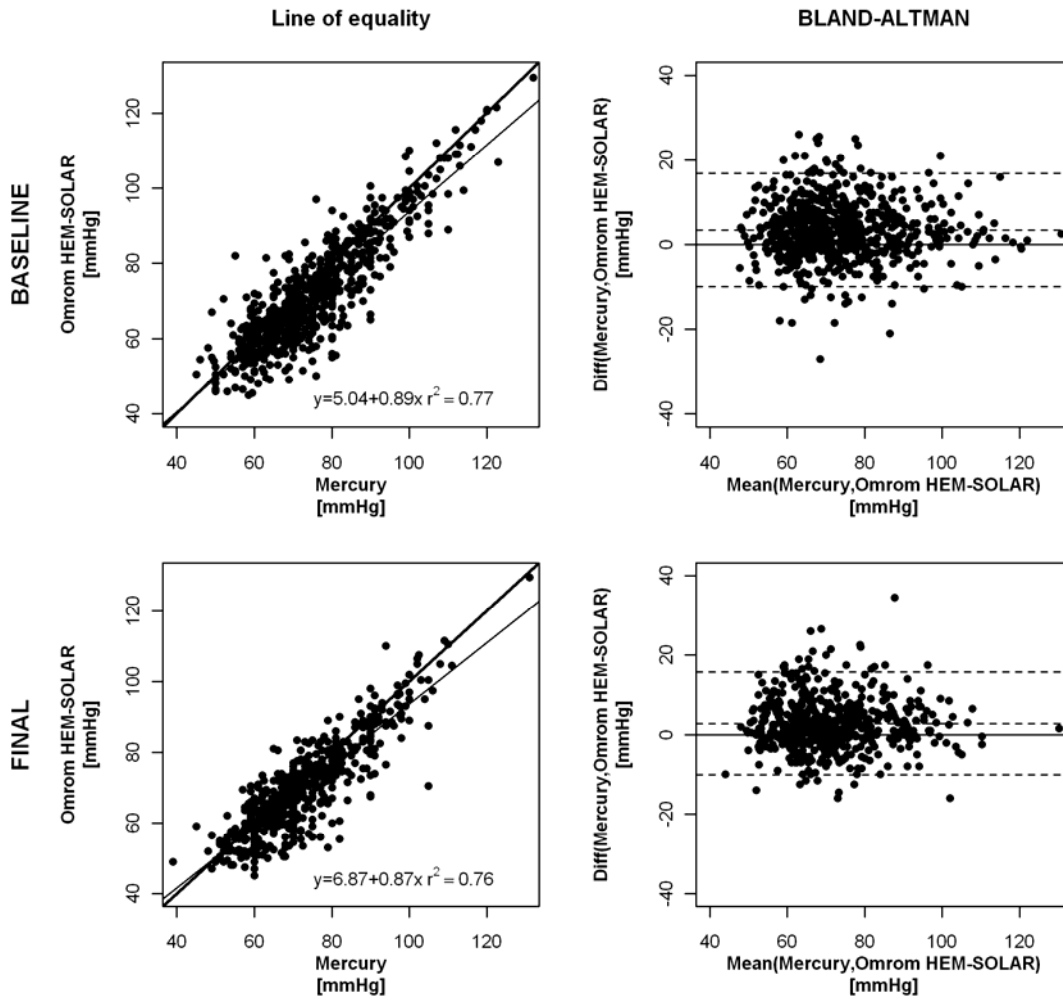 Line of equality
BLAND-ALTMAN
BASELINE
Omrom HEM-SOLAR
[mmHg]
120
100
80
60
40
y=5.04+0.89x r² = 0.77
40 60 80 100 120
Mercury
[mmHg]
Diff(Mercury,Omrom HEM-SOLAR)
[mmHg]
40
20
0
-20
-40
40 60 80 100 120
Mean(Mercury,Omrom HEM-SOLAR)
[mmHg]
FINAL
Omrom HEM-SOLAR
[mmHg]
120
100
80
60
40
y=6.87+0.87x r² = 0.76
40 60 80 100 120
Mercury
[mmHg]
Diff(Mercury,Omrom HEM-SOLAR)
[mmHg]
40
20
0
-20
-40
40 60 80 100 120
Mean(Mercury,Omrom HEM-SOLAR)
[mmHg]